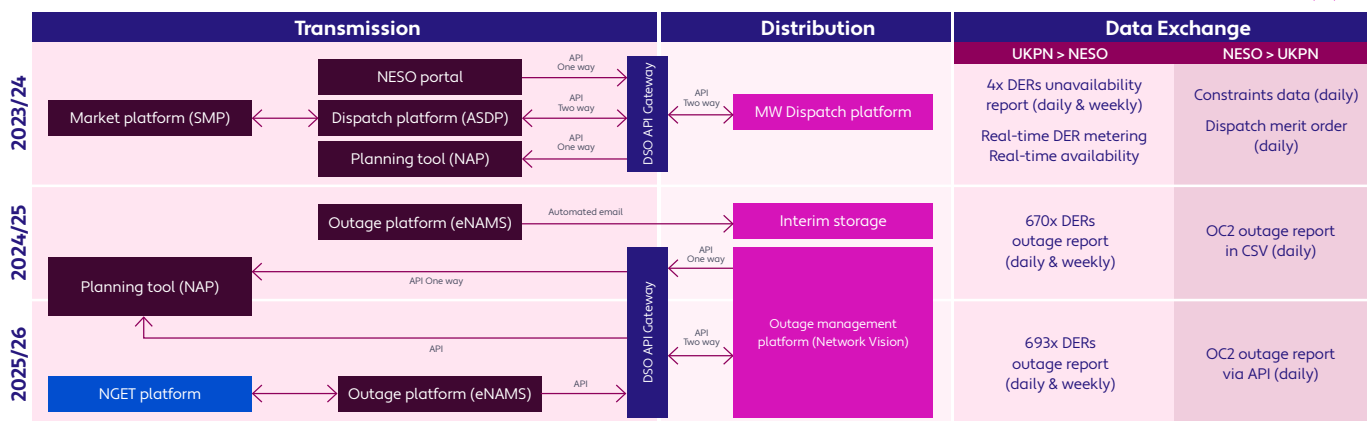 Transmission
Distribution
Data Exchange
UKPN > NESO
NESO > UKPN
2023/24
NESO portal
API
One way
Market platform (SMP)
Dispatch platform (ASDP)
API
Two way
Planning tool (NAP)
API
One way
DSO API Gateway
API
Two way
MW Dispatch platform
4x DERs unavailability
report (daily & weekly)
Real-time DER metering
Real-time availability
Constraints data (daily)
Dispatch merit order
(daily)
2024/25
Outage platform (eNAMS)
Automated email
Interim storage
Planning tool (NAP)
API One way
API
One way
670x DERs
outage report
(daily & weekly)
OC2 outage report
in CSV (daily)
2025/26
API
DSO API Gateway
API
Two way
Outage management
platform (Network Vision)
NGET platform
Outage platform (eNAMS)
API
693x DERs
outage report
(daily & weekly)
OC2 outage report
via API (daily)